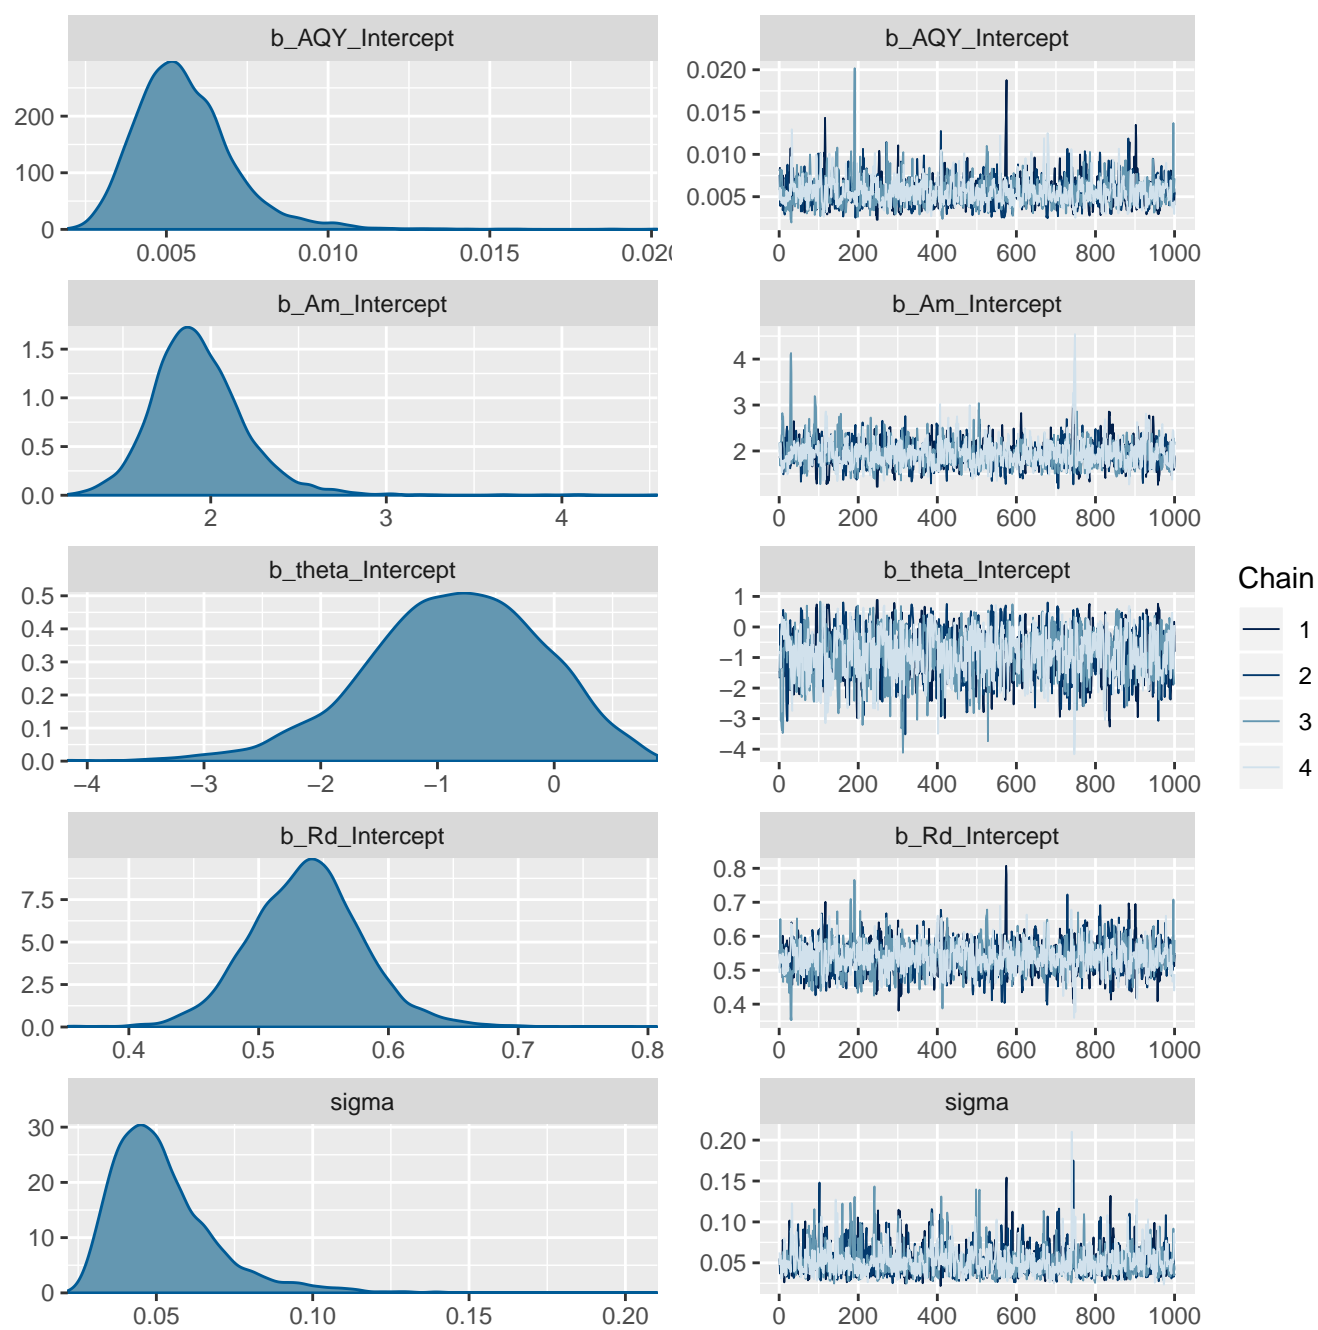 b_AQY_Intercept b_AQY_Intercept
200
100
0
0.005 0.010 0.015 0.020
0.020
0.015
0.010
0.005
0 200 400 600 800 1000
b_Am_Intercept b_Am_Intercept
1.5
1.0
0.5
0.0
2 3 4
4
3
2
0 200 400 600 800 1000
b_theta_Intercept b_theta_Intercept
0.5
0.4
0.3
0.2
0.1
0.0
−4 −3 −2 −1 0
1
0
−1
−2
−3
−4
0 200 400 600 800 1000
Chain
1
2
3
4
b_Rd_Intercept b_Rd_Intercept
7.5
5.0
2.5
0.0
0.4 0.5 0.6 0.7 0.8
0.8
0.7
0.6
0.5
0.4
0 200 400 600 800 1000
sigma sigma
30
20
10
0
0.05 0.10 0.15 0.20
0.20
0.15
0.10
0.05
0 200 400 600 800 1000